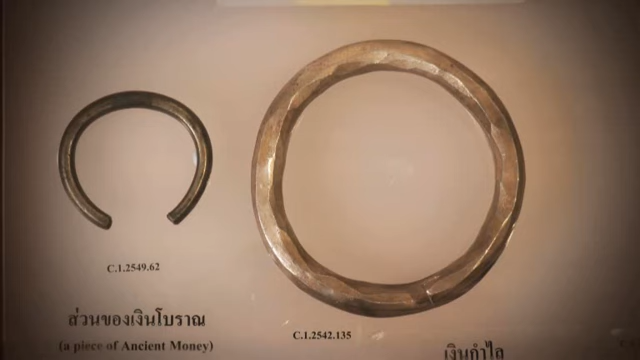 C.1.2549.62
ส่วนของเงินโบราณ
(a piece of Ancient Money)
C.1.2542.135
เงินกำไล